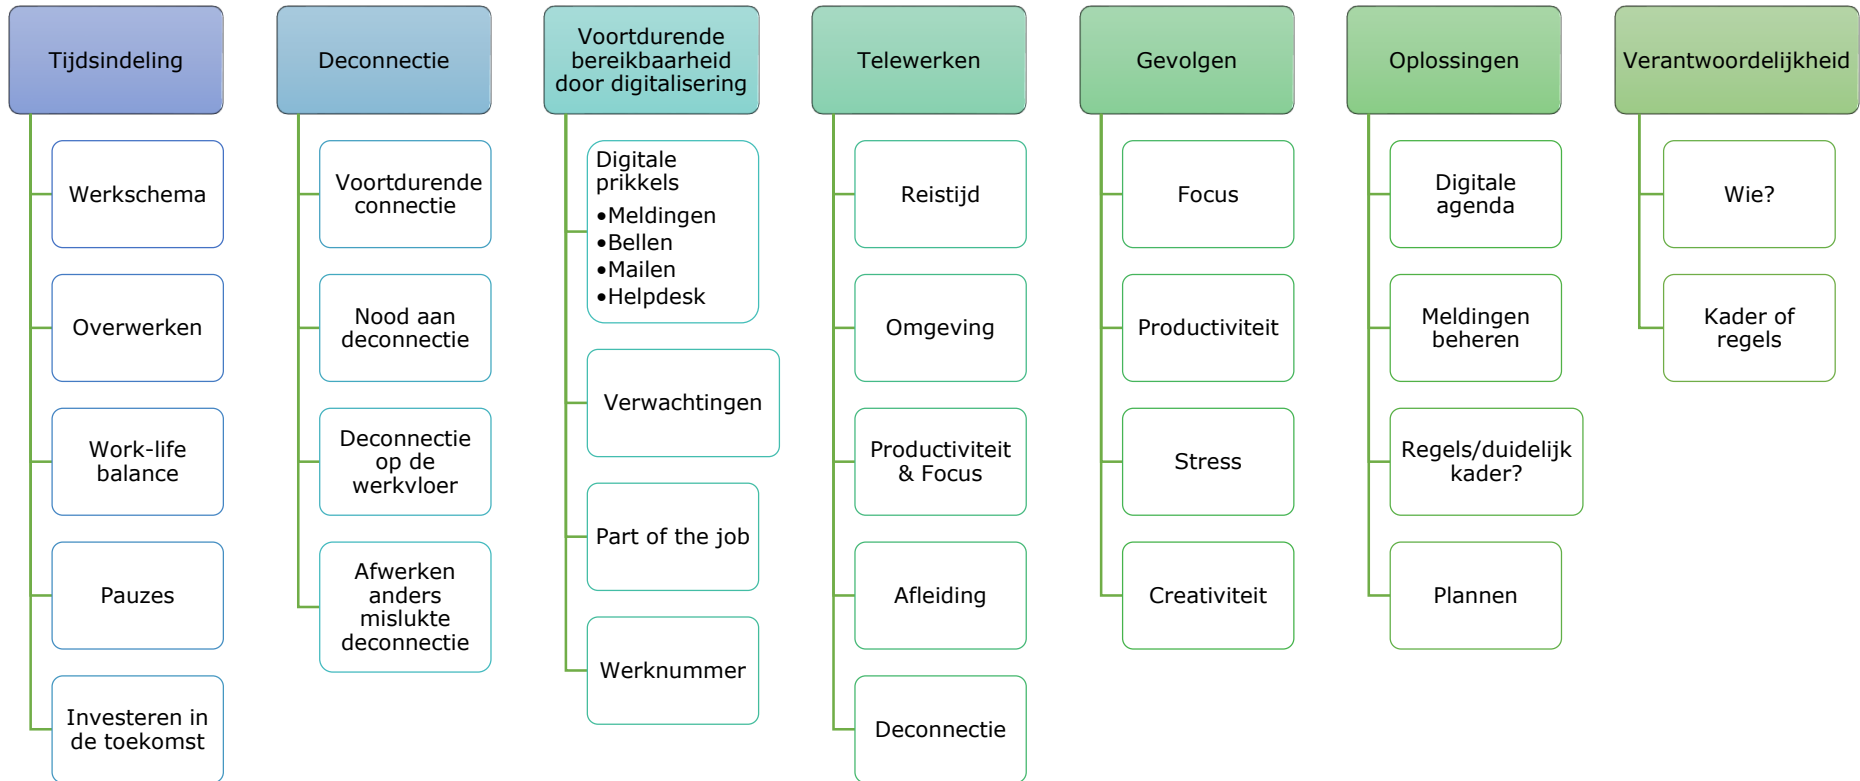 Tijdsindeling
Werkschema
Overwerken
Work-life
balance
Pauzes
Investeren in
de toekomst
Deconnectie
Voortdurende
connectie
Nood aan
deconnectie
Deconnectie
op de
werkvloer
Afwerken
anders
mislukte
deconnectie
Voortdurende
bereikbaarheid
door digitalisering
Digitale
prikkels
•Meldingen
•Bellen
•Mailen
•Helpdesk
Verwachtingen
Part of the job
Werknummer
Telewerken
Reistijd
Omgeving
Productiviteit
& Focus
Afleiding
Deconnectie
Gevolgen
Focus
Productiviteit
Stress
Creativiteit
Oplossingen
Digitale
agenda
Meldingen
beheren
Regels/duidelijk
kader?
Plannen
Verantwoordelijkheid
Wie?
Kader of
regels